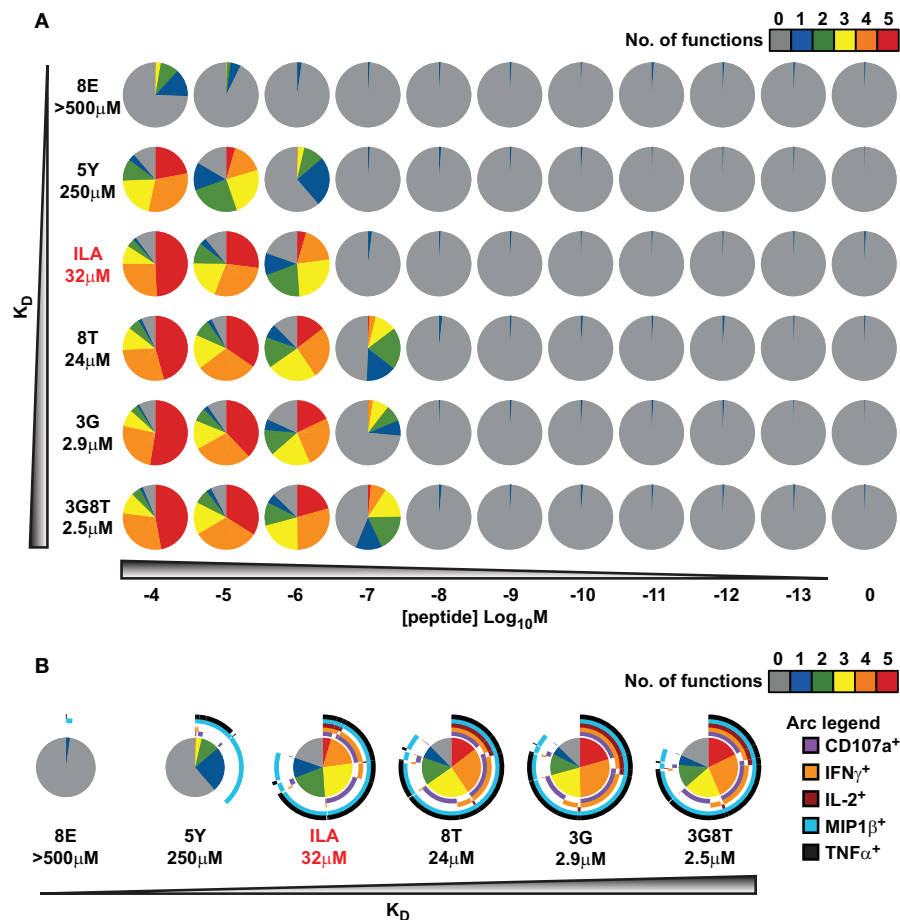 A
0 1 2 3 4 5
No. of functions
8E
>500µM
5Y
250µM
ILA
32µM
8T
24µM
3G
2.9µM
3G8T
2.5µM
KD
-4 -5 -6 -7 -8 -9 -10 -11 -12 -13 0
[peptide] Log10M
B
0 1 2 3 4 5
No. of functions
Arc legend
CD107a+
IFNγ+
IL-2+
MIP1β+
TNFα+
8E 5Y ILA 8T 3G 3G8T
>500µM 250µM 32µM 24µM 2.9µM 2.5µM
KD